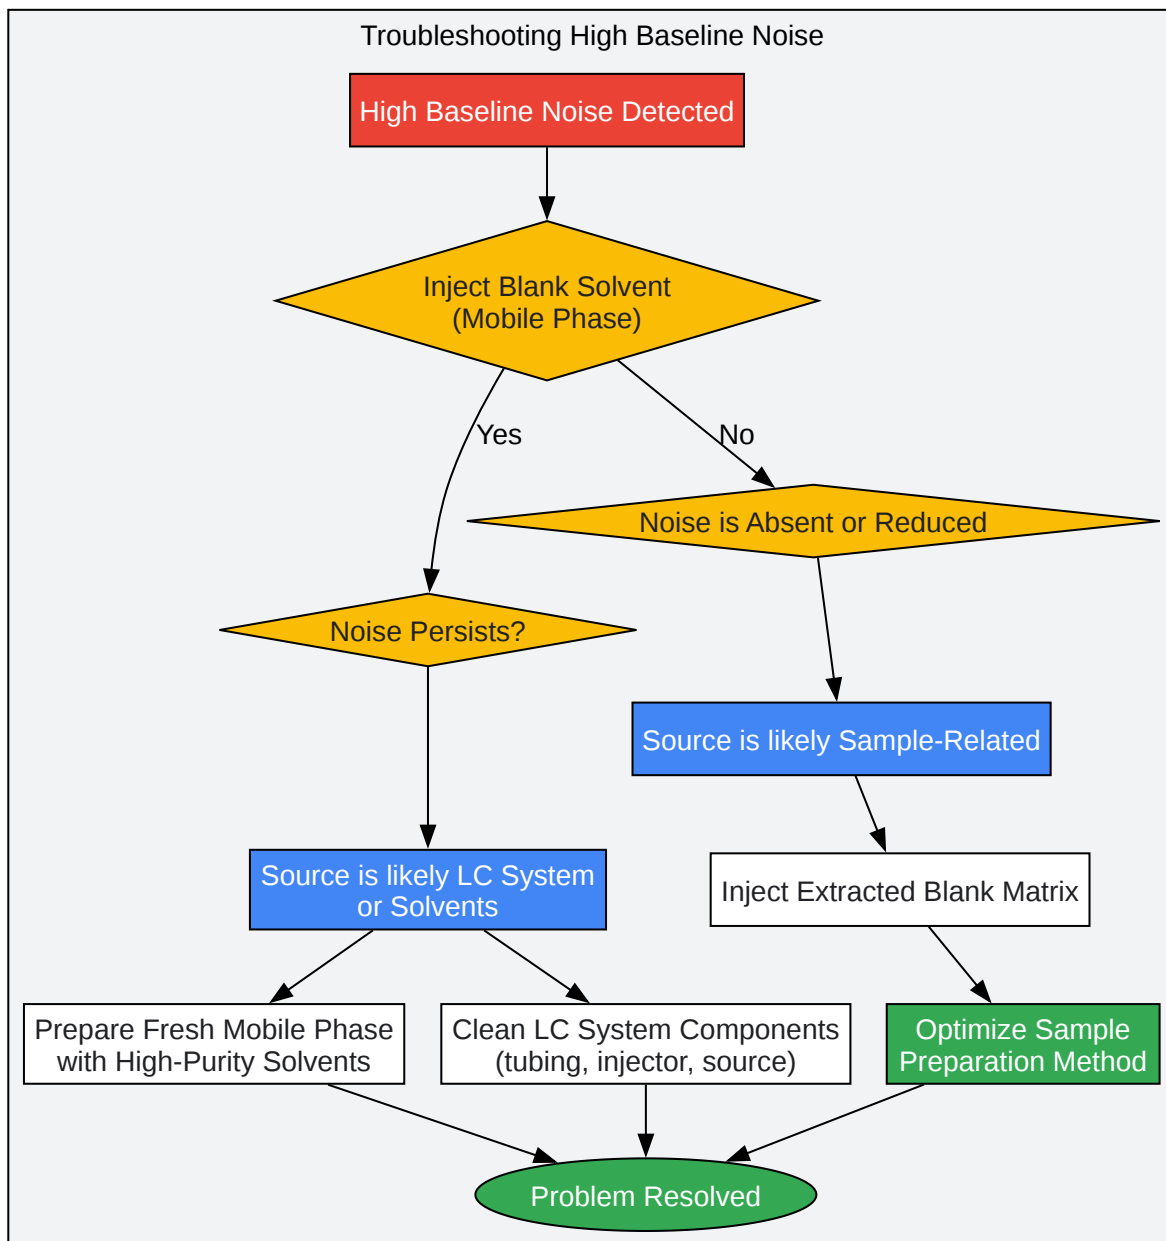 Troubleshooting High Baseline Noise
High Baseline Noise Detected
Inject Blank Solvent
(Mobile Phase)
Yes
No
Noise is Absent or Reduced
Noise Persists?
Source is likely Sample-Related
Source is likely LC System
or Solvents
Inject Extracted Blank Matrix
Prepare Fresh Mobile Phase
with High-Purity Solvents
Clean LC System Components
(tubing, injector, source)
Optimize Sample
Preparation Method
Problem Resolved